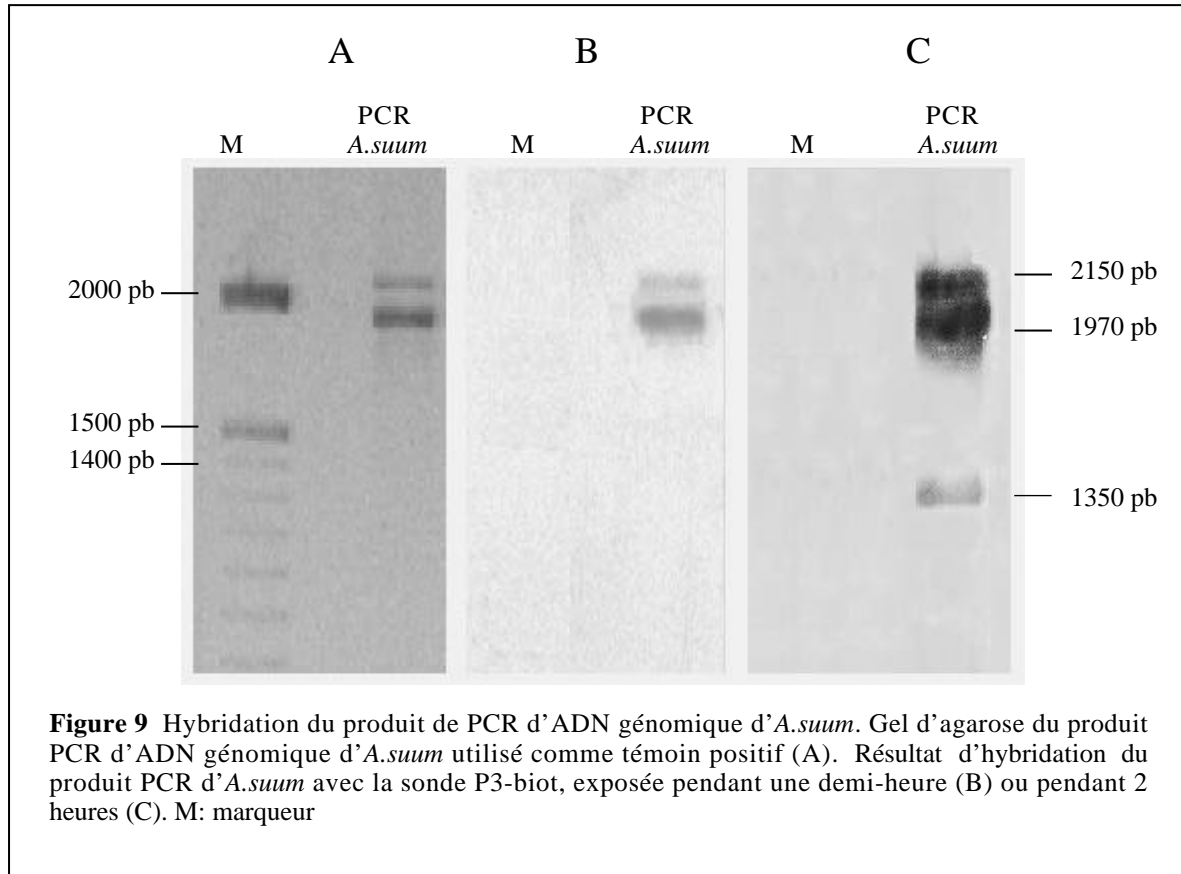 A B C
PCR PCR PCR
M A.suum M A.suum M A.suum
2000 pb
1500 pb
1400 pb
2150 pb
1970 pb
1350 pb
Figure 9 Hybridation du produit de PCR d'ADN génomique d'A.suum. Gel d'agarose du produit
PCR d'ADN génomique d'A.suum utilisé comme témoin positif (A). Résultat d'hybridation du
produit PCR d'A.suum avec la sonde P3-biot, exposée pendant une demi-heure (B) ou pendant 2
heures (C). M: marqueur